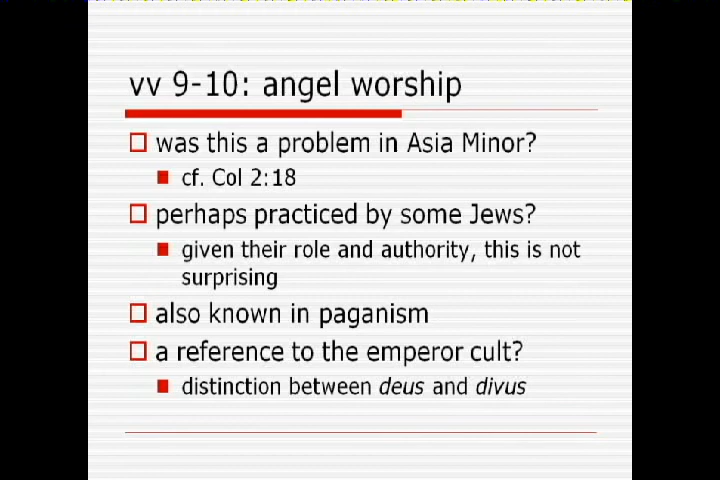 vv 9-10: angel worship
was this a problem in Asia Minor?
cf. Col 2:18
perhaps practiced by some Jews?
given their role and authority, this is not
surprising
also known in paganism
a reference to the emperor cult?
distinction between deus and divus